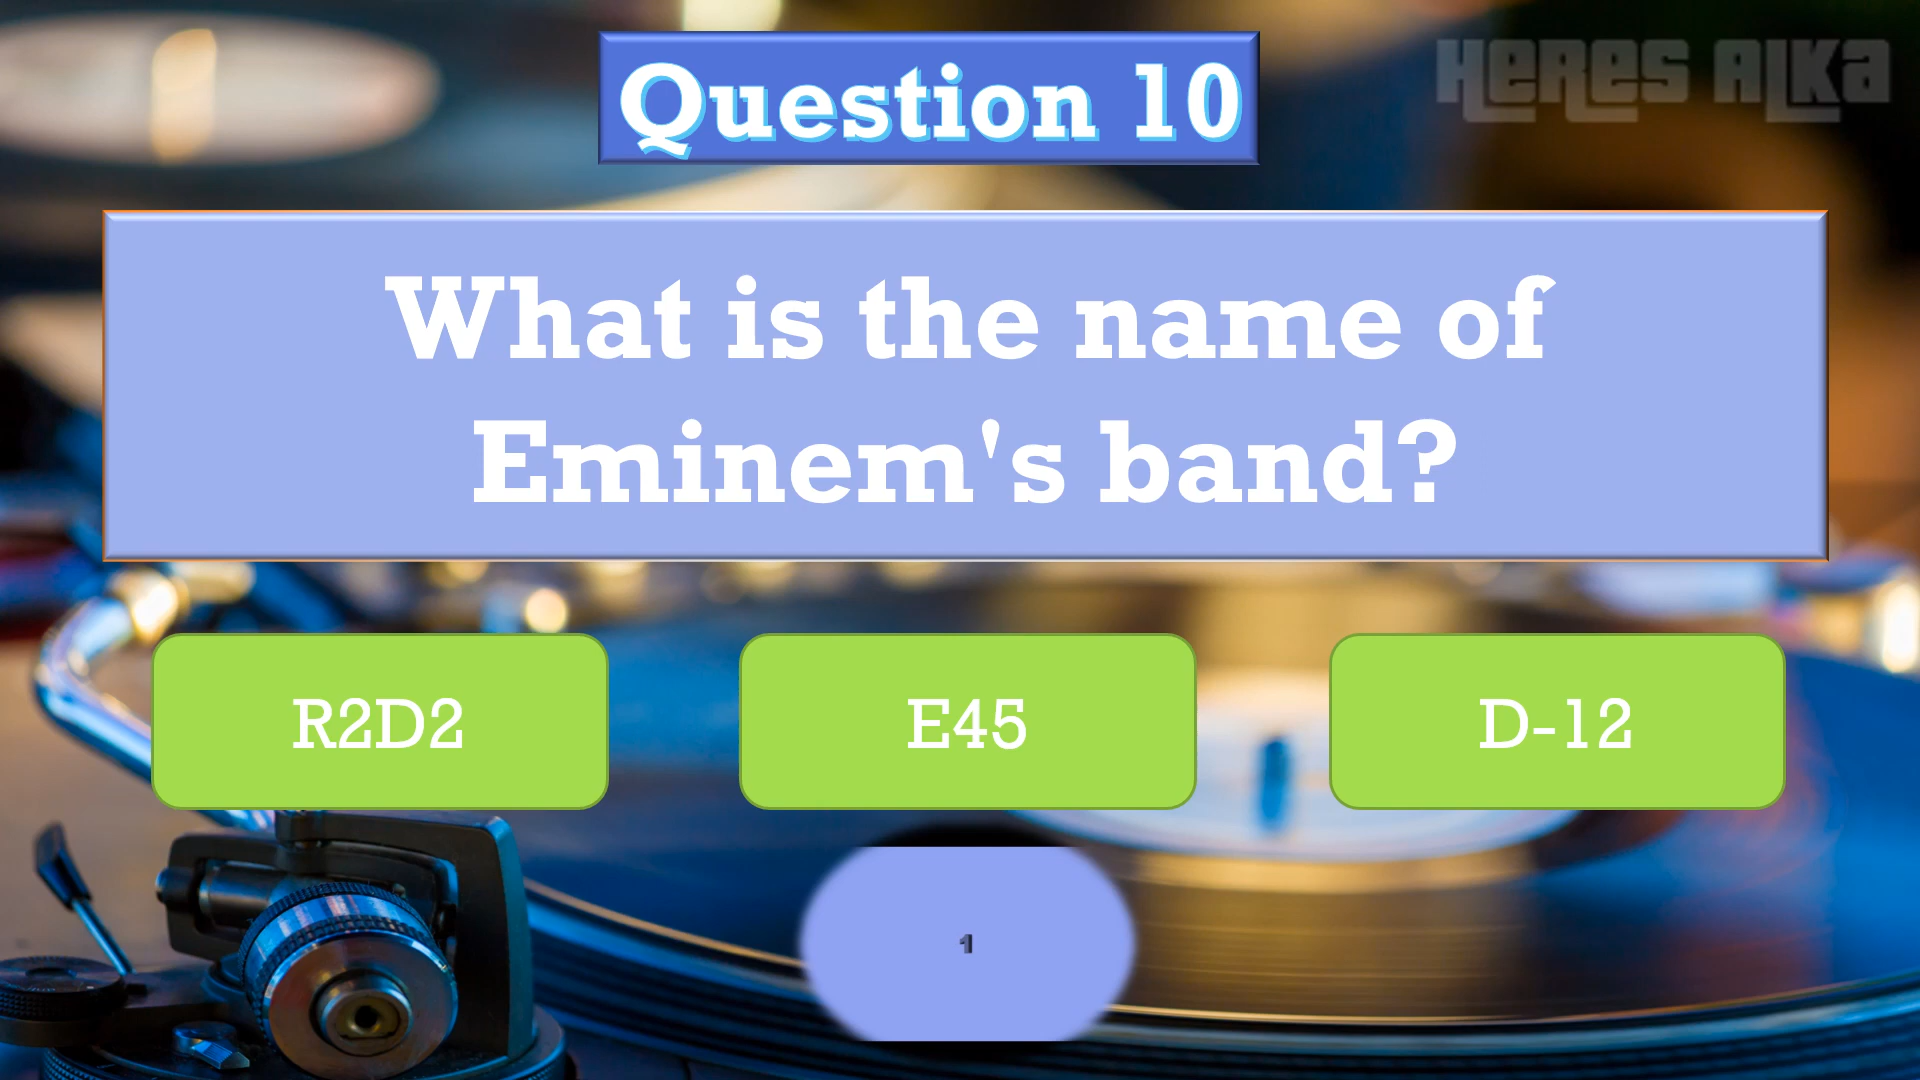 Question 10
HERES ALKA
What is the name of
Eminem's band?
R2D2
E45
D-12
1